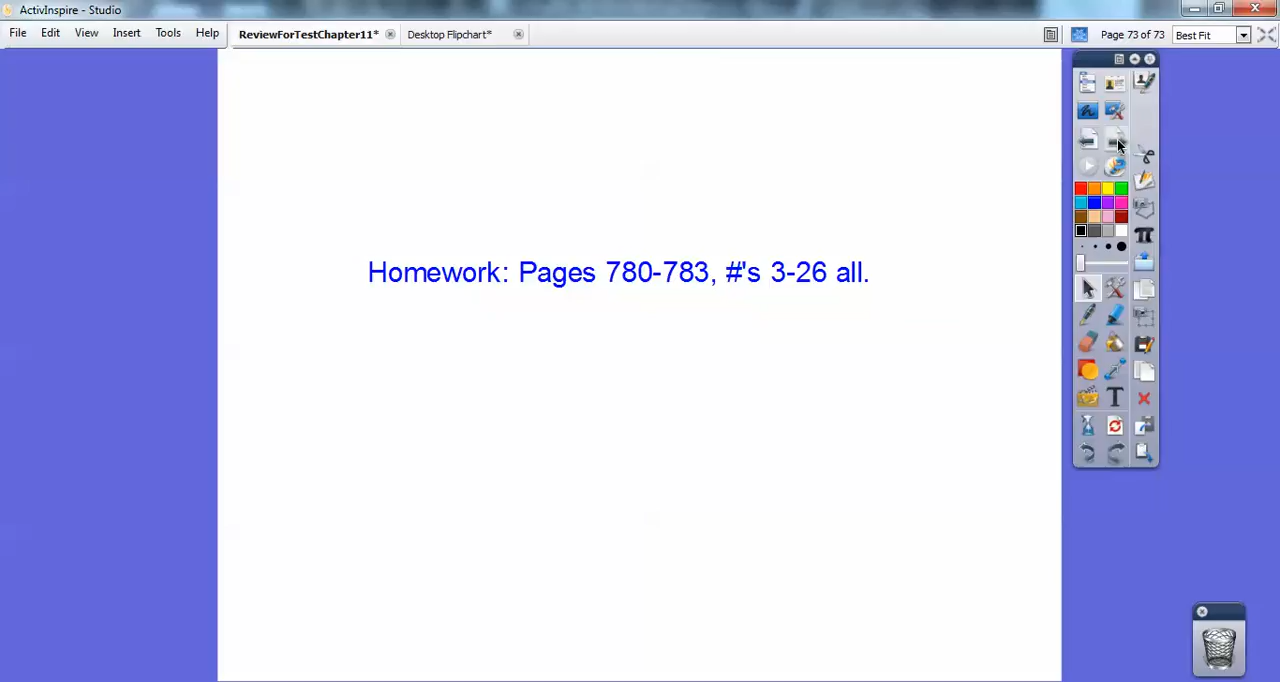 ActivInspire - Studio
File Edit View Insert Tools Help
ReviewForTestChapter11* Desktop Flipchart*
Page 73 of 73 Best Fit
Homework: Pages 780-783, #'s 3-26 all.